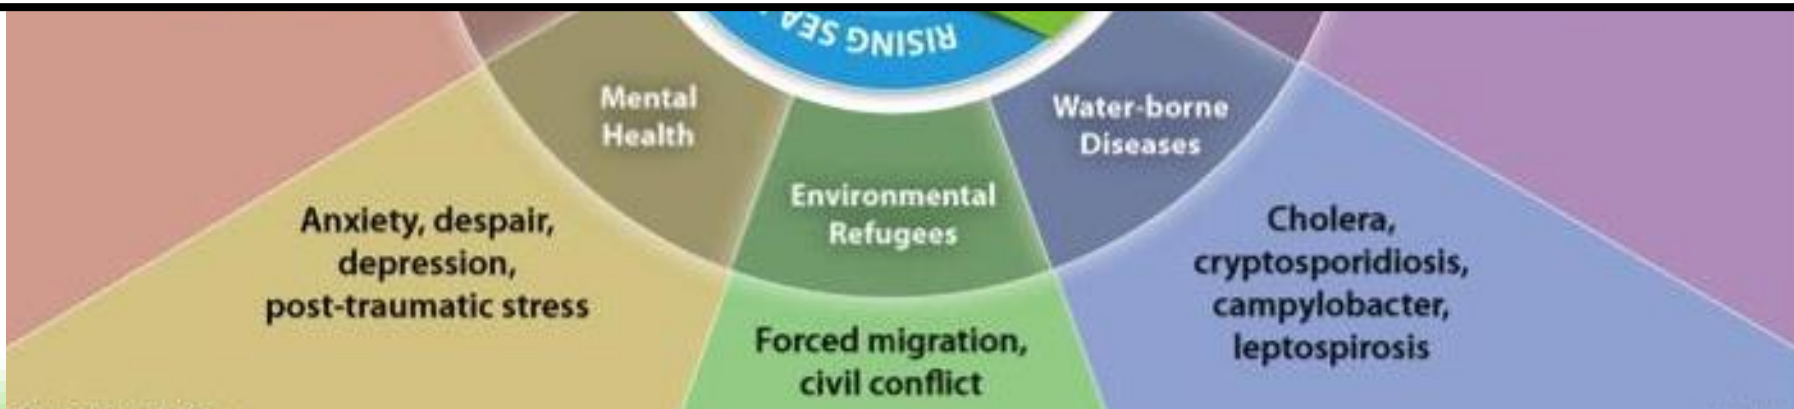 RISING SEA
Mental
Health
Water-borne
Diseases
Environmental
Refugees
Anxiety, despair,
depression,
post-traumatic stress
Cholera,
cryptosporidiosis,
campylobacter,
leptospirosis
Forced migration,
civil conflict